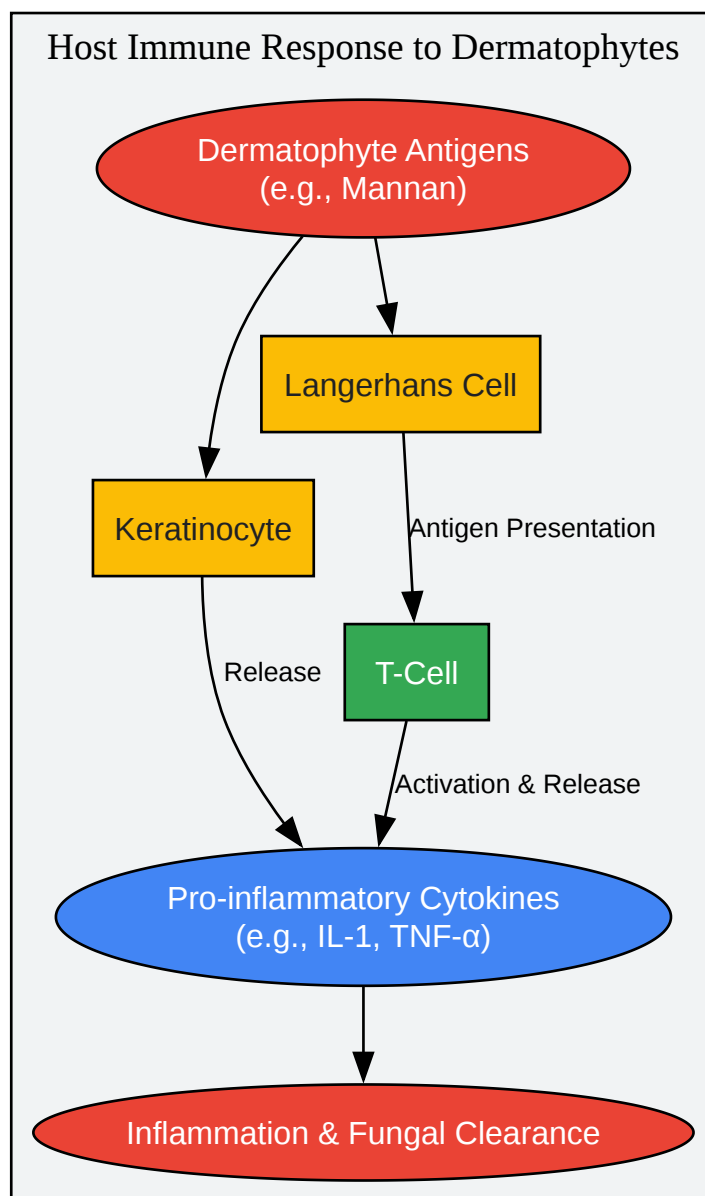 Host Immune Response to Dermatophytes
Dermatophyte Antigens
(e.g., Mannan)
Langerhans Cell
Keratinocyte
Antigen Presentation
Release
T-Cell
Activation & Release
Pro-inflammatory Cytokines
(e.g., IL-1, TNF-α)
Inflammation & Fungal Clearance